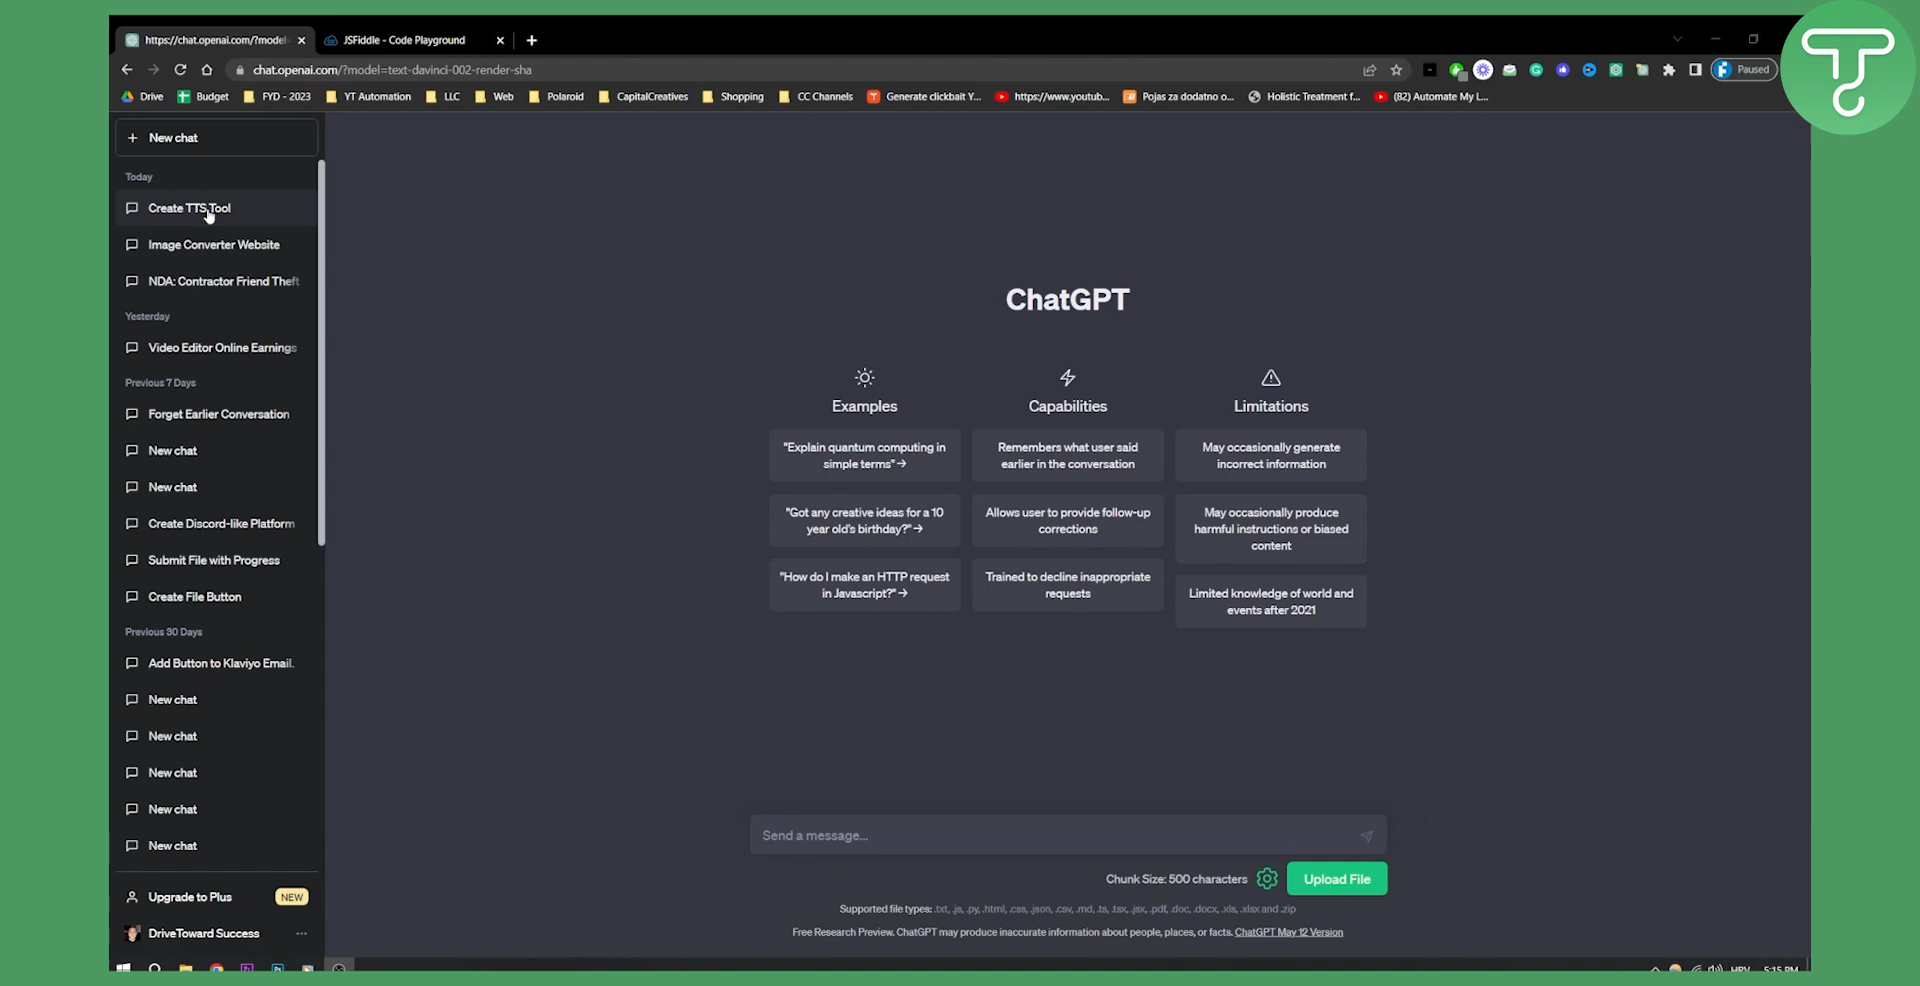 https://chat.openai.com/?model-
JSFiddle - Code Playground
chat.openai.com/?model=text-davinci-002-render-sha
Paused
Drive
Budget
FYD - 2023
YT Automation
LLC
Web
Polaroid
CapitalCreatives
Shopping
CC Channels
Generate clickbait Y...
https://www.youtub...
Pojas za dodatno o...
Holistic Treatment f...
(82) Automate My L...
+ New chat
Today
Create TTS Tool
Image Converter Website
NDA: Contractor Friend Theft
Yesterday
Video Editor Online Earnings
Previous 7 Days
Forget Earlier Conversation
New chat
New chat
Create Discord-like Platform
Submit File with Progress
Create File Button
Previous 30 Days
Add Button to Klaviyo Email.
New chat
New chat
New chat
New chat
New chat
Upgrade to Plus
NEW
DriveToward Success
ChatGPT
Examples
"Explain quantum computing in
simple terms" →
"Got any creative ideas for a 10
year old's birthday?" →
"How do I make an HTTP request
in Javascript?" →
Capabilities
Remembers what user said
earlier in the conversation
Allows user to provide follow-up
corrections
Trained to decline inappropriate
requests
Limitations
May occasionally generate
incorrect information
May occasionally produce
harmful instructions or biased
content
Limited knowledge of world and
events after 2021
Send a message...
Chunk Size: 500 characters
Upload File
Supported file types: .txt, .js, .py, .html, .css, .json, .csv, .md, .ts, .tsx, .jsx, .pdf, .doc, .docx, .xls, .xlsx and .zip
Free Research Preview. ChatGPT may produce inaccurate information about people, places, or facts. ChatGPT May 12 Version
HRV
5:15 PM